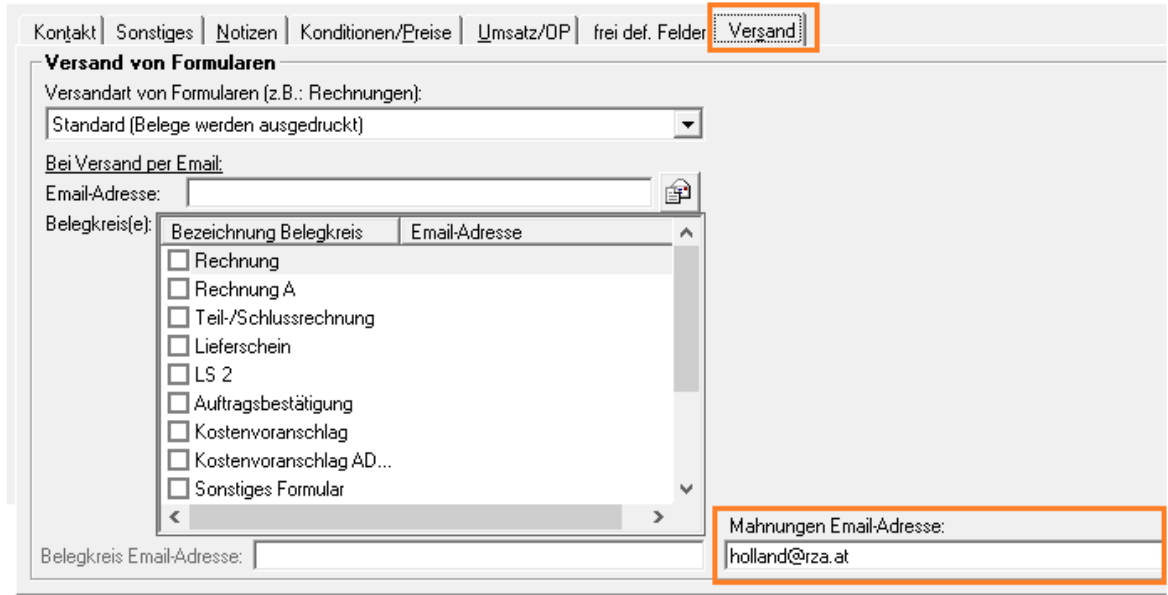 Kontakt Sonstiges Notizen Konditionen/Preise Umsatz/OP frei def. Felder Versand
Versand von Formularen
Versandart von Formularen (z.B.: Rechnungen):
Standard (Belege werden ausgedruckt)
Bei Versand per Email:
Email-Adresse:
Belegkreis(e):
Bezeichnung Belegkreis Email-Adresse
Rechnung
Rechnung A
Teil-/Schlussrechnung
Lieferschein
LS 2
Auftragsbestätigung
Kostenvoranschlag
Kostenvoranschlag AD...
Sonstiges Formular
Mahnungen Email-Adresse:
Belegkreis Email-Adresse:
holland@rza.at